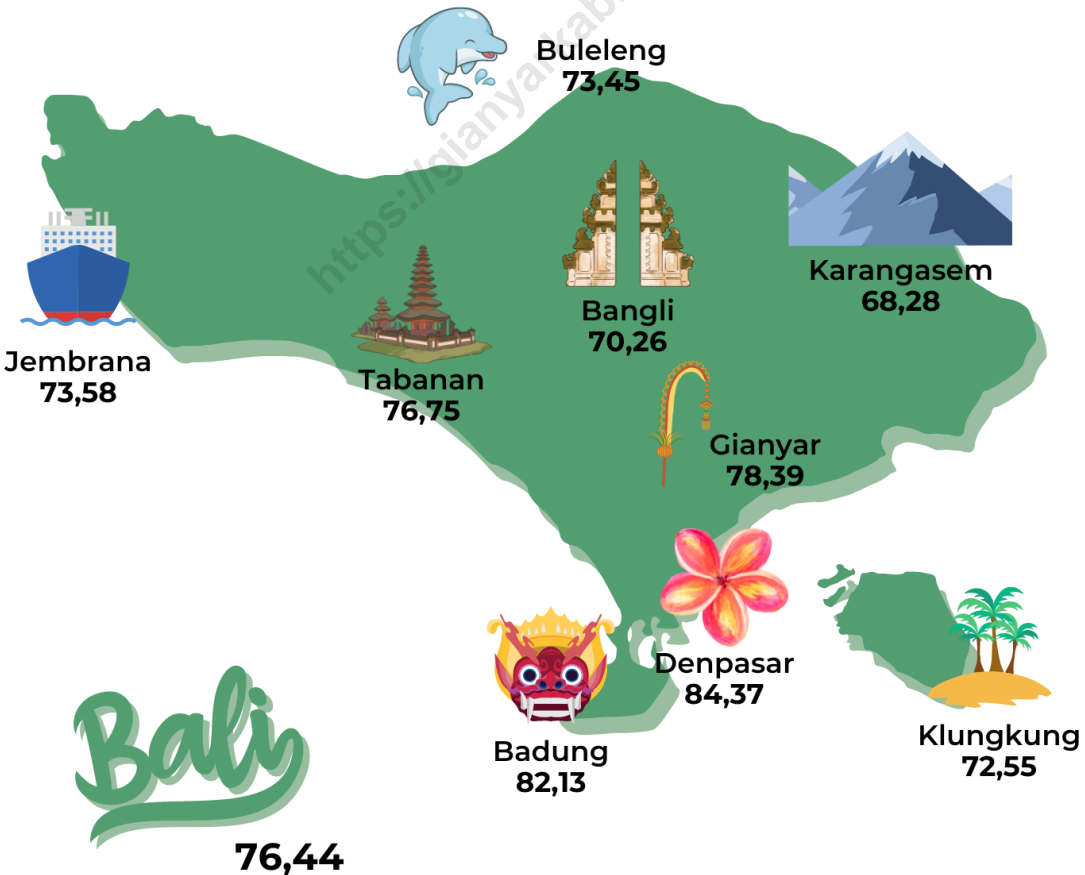 Buleleng
73,45
Karangasem
68,28
Bangli
70,26
Jembrana
73,58
Tabanan
76,75
Gianyar
78,39
Denpasar
84,37
Klungkung
72,55
Badung
82,13
Bali
76,44